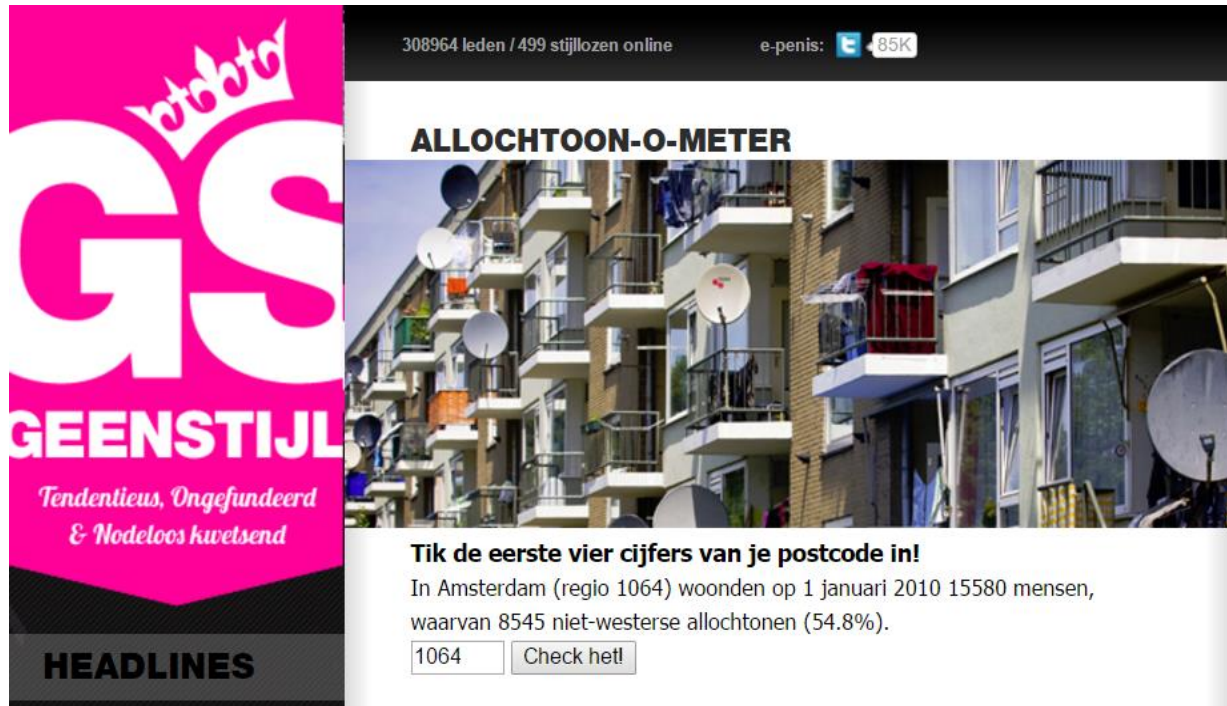 308964 leden / 499 stijllozen online
e-penis: 85K
GS
GEENSTIJL
Tendentieus, Ongefundeerd
& Nodeloos kwetsend
HEADLINES
ALLOCHTOON-O-METER
Tik de eerste vier cijfers van je postcode in!
In Amsterdam (regio 1064) woonden op 1 januari 2010 15580 mensen,
waarvan 8545 niet-westerse allochtonen (54.8%).
1064 Check het!